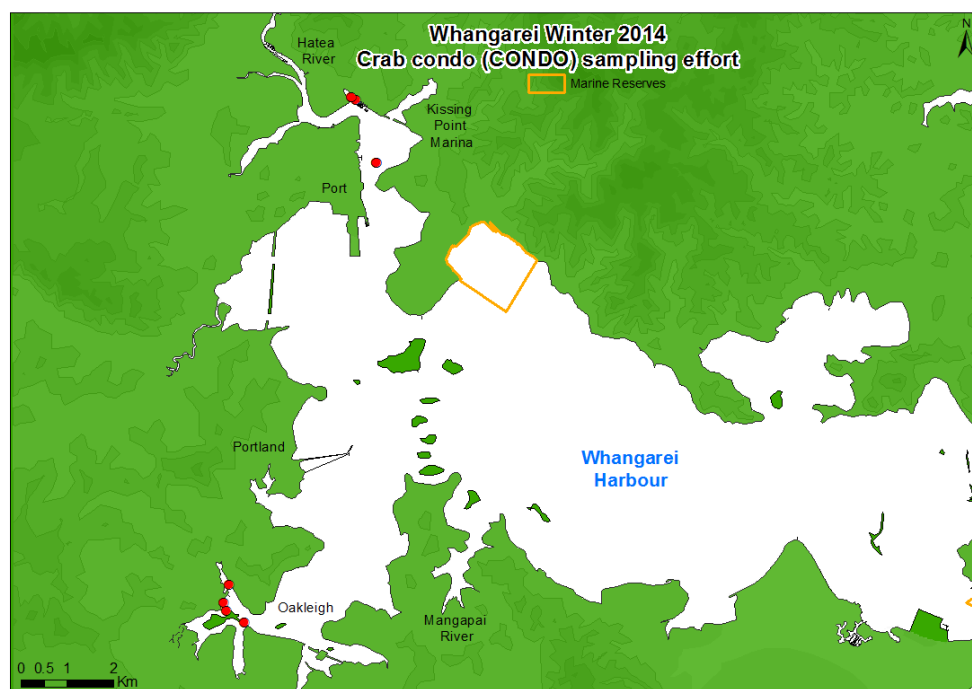 Whangarei Winter 2014
Crab condo (CONDO) sampling effort
Marine Reserves
N
Hatea
River
Kissing
Point
Marina
Port
Portland
Whangarei
Harbour
Oakleigh
Mangapai
River
0 0.5 1 2
Km